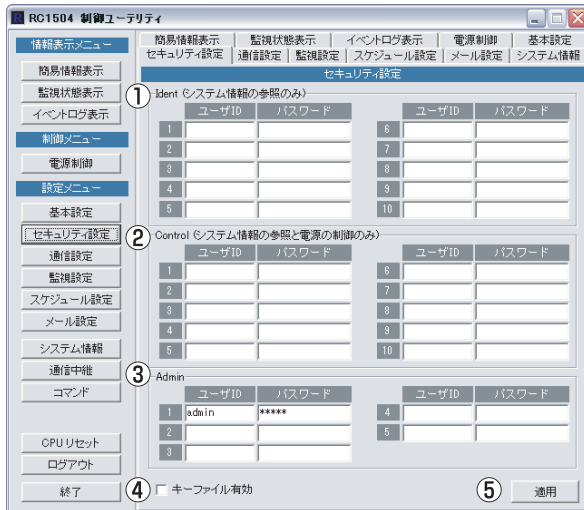 RC1504 制御ユーティリティ
情報表示メニュー
簡易情報表示
監視状態表示
イベントログ表示
制御メニュー
電源制御
設定メニュー
基本設定
セキュリティ設定
通信設定
監視設定
スケジュール設定
メール設定
システム情報
通信中継
コマンド
CPUリセット
ログアウト
終了
簡易情報表示 監視状態表示 イベントログ表示 電源制御 基本設定
セキュリティ設定 通信設定 監視設定 スケジュール設定 メール設定 システム情報
セキュリティ設定
① Ident (システム情報の参照のみ)
ユーザID パスワード ユーザID パスワード
1 6
2 7
3 8
4 9
5 10
② Control (システム情報の参照と電源の制御のみ)
ユーザID パスワード ユーザID パスワード
1 6
2 7
3 8
4 9
5 10
③ Admin
ユーザID パスワード ユーザID パスワード
1 admin ***** 4
2 5
3
④ キーファイル有効 ⑤ 適用